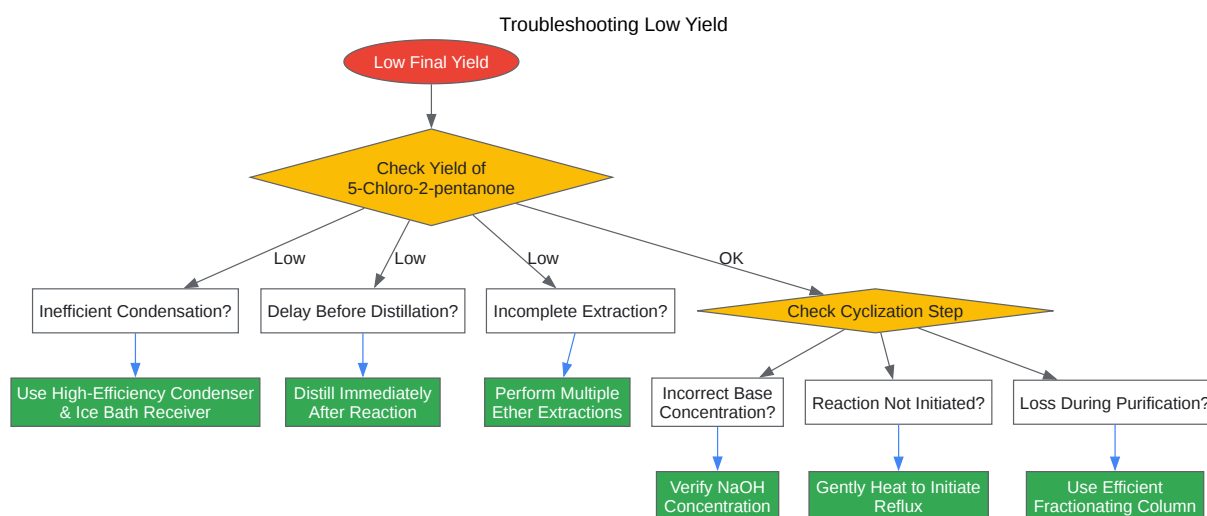 Troubleshooting Low Yield
Low Final Yield
Check Yield of
5-Chloro-2-pentanone
Low
Low
Low
OK
Inefficient Condensation?
Delay Before Distillation?
Incomplete Extraction?
Check Cyclization Step
Use High-Efficiency Condenser
& Ice Bath Receiver
Distill Immediately
After Reaction
Perform Multiple
Ether Extractions
Incorrect Base
Concentration?
Reaction Not Initiated?
Loss During Purification?
Verify NaOH
Concentration
Gently Heat to Initiate
Reflux
Use Efficient
Fractionating Column